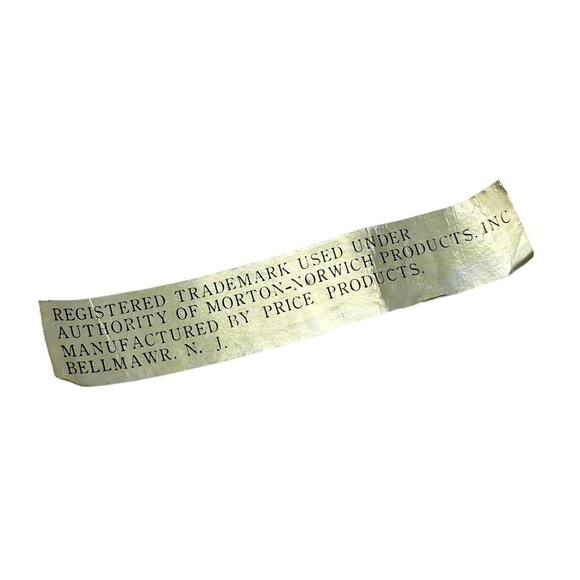 REGISTERED TRADEMARK USED UNDER
AUTHORITY OF MORTON-NORWICH PRODUCTS, INC
MANUFACTURED BY PRICE PRODUCTS.
BELLMAWR. N. J.